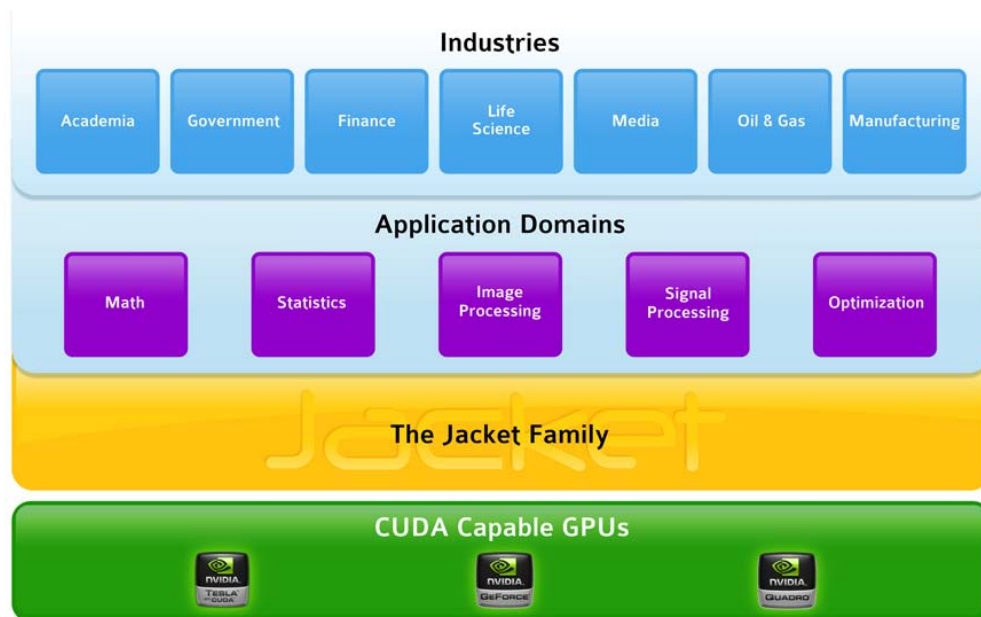 Industries
Academia
Government
Finance
Life
Science
Media
Oil & Gas
Manufacturing
Application Domains
Math
Statistics
Image
Processing
Signal
Processing
Optimization
Jacket
The Jacket Family
CUDA Capable GPUs
NVIDIA.
TESLA
CUDA
NVIDIA.
GEFORCE
NVIDIA.
QUADRO